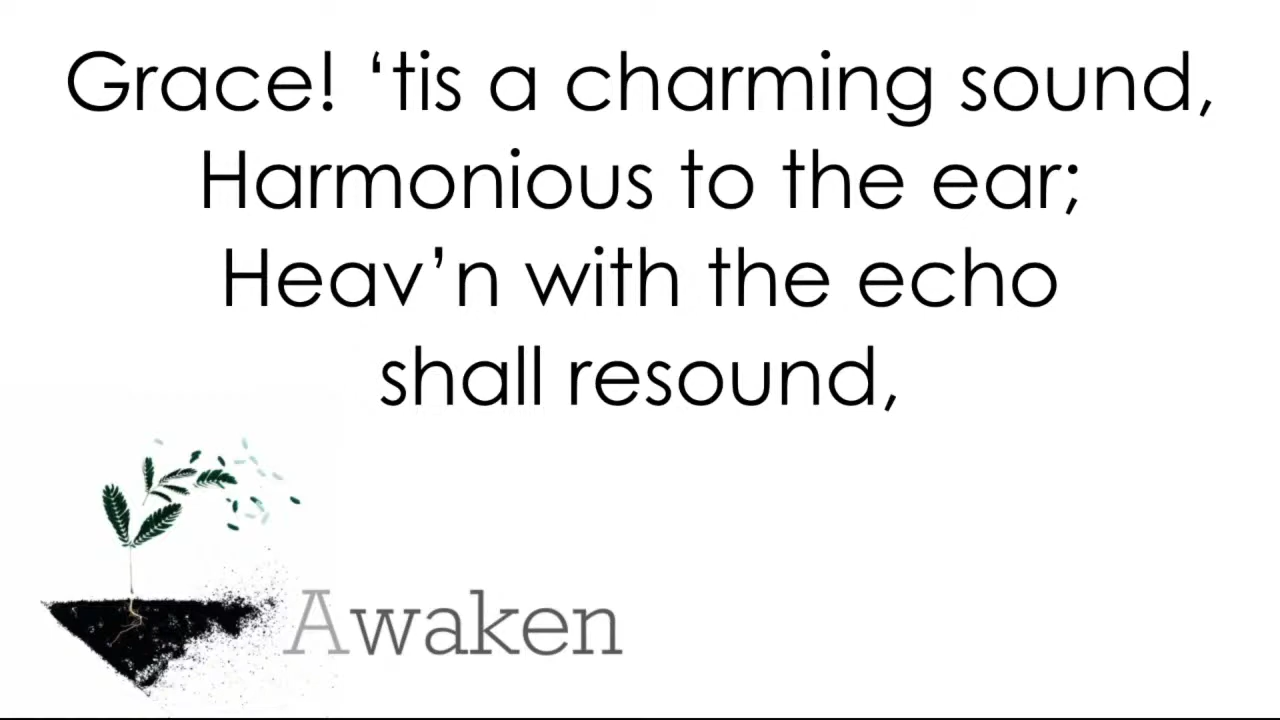 Grace! ‘tis a charming sound,
Harmonious to the ear;
Heav’n with the echo
shall resound,
Awaken